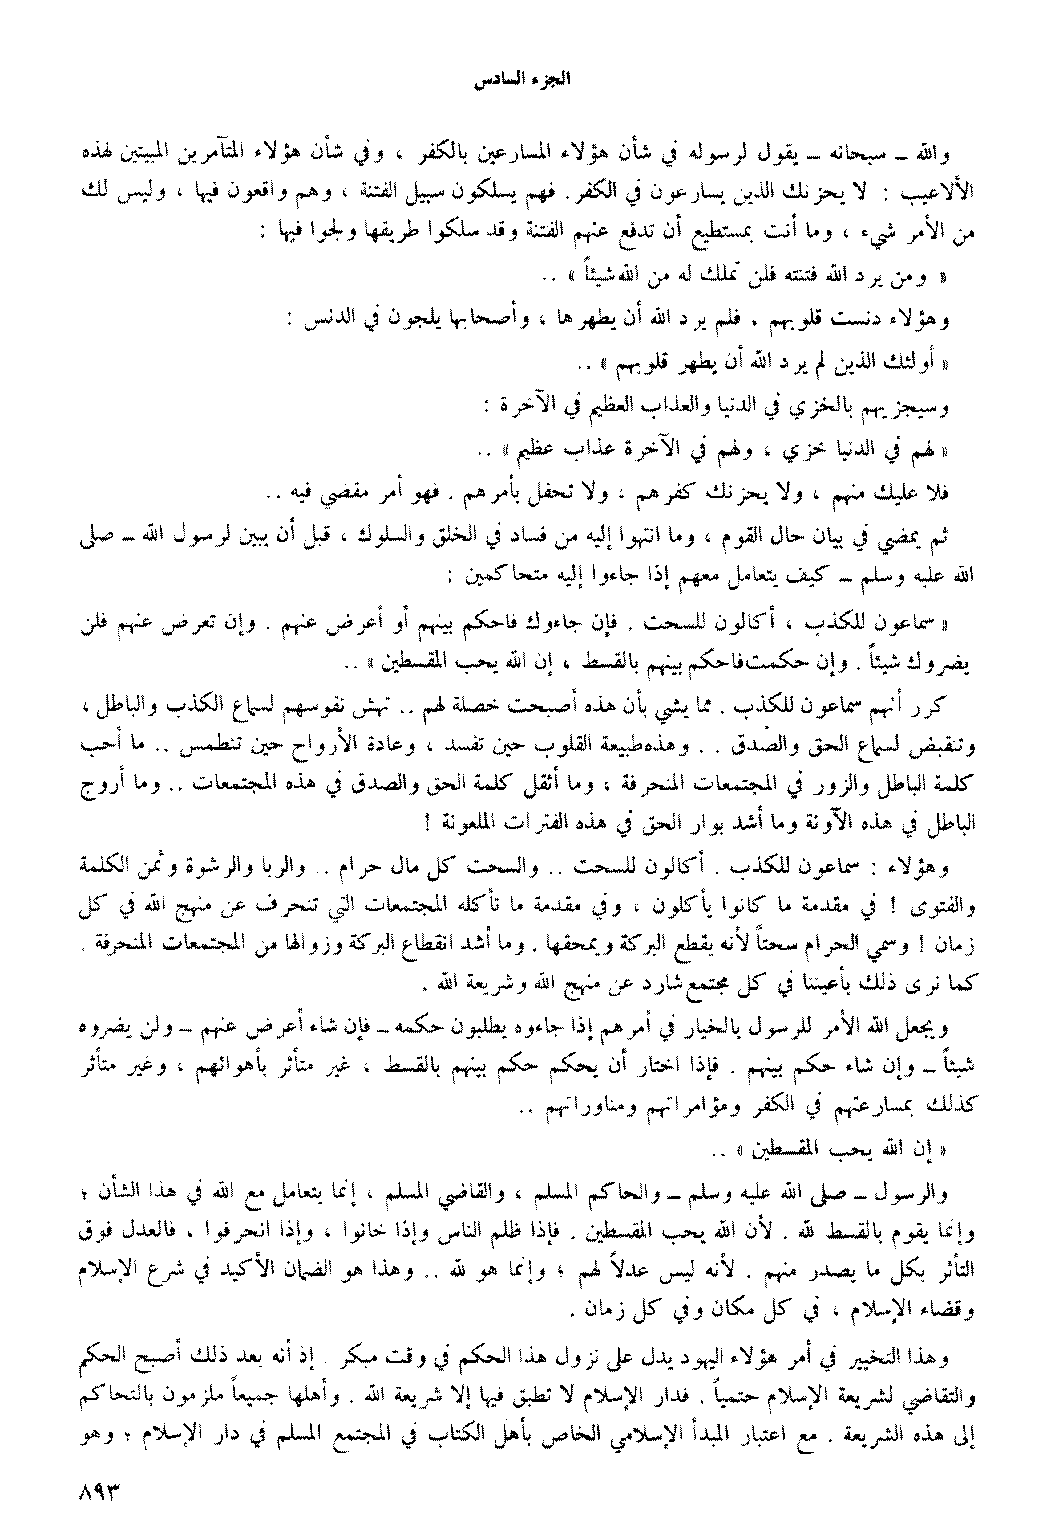 الجزء السادس
والله ــ سبحانه ــ يقول لرسوله في شأن هؤلاء المسارعين بالكفر ، وفي شأن هؤلاء المتآمرين المبيتين لهذه
الألاعيب : لا يحزنك الذين يسارعون في الكفر. فهم يسلكون سبيل الفتنة ، وهم واقعون فيها ، وليس لك
من الأمر شيء ، وما أنت بمستطيع أن تدفع عنهم الفتنة وقد سلكوا طريقها ولجوا فيها :
« ومن يرد الله فتنته فلن تملك له من الله شيئاً » ..
وهؤلاء دنست قلوبهم ، فلم يرد الله أن يطهرها ، وأصحابها يلجون في الدنس :
« أولئك الذين لم يرد الله أن يطهر قلوبهم » ..
وسيجزيهم بالخزي في الدنيا والعذاب العظيم في الآخرة :
« لهم في الدنيا خزي ، ولهم في الآخرة عذاب عظيم » ..
فلا عليك منهم ، ولا يحزنك كفرهم ، ولا تحفل بأمرهم . فهو أمر مقضي فيه ..
ثم يمضي في بيان حال القوم ، وما انتهوا إليه من فساد في الخلق والسلوك ، قبل أن يبين لرسول الله ــ صلى
الله عليه وسلم ــ كيف يتعامل معهم إذا جاءوا إليه متحاكمين :
« سماعون للكذب ، أكالون للسحت . فإن جاءوك فاحكم بينهم أو أعرض عنهم . وإن تعرض عنهم فلن
يضروك شيئاً . وإن حكمت فاحكم بينهم بالقسط ، إن الله يحب المقسطين » ..
كرر أنهم سماعون للكذب . مما يشي بأن هذه أصبحت خصلة لهم .. تهش نفوسهم لسماع الكذب والباطل ،
وتنقبض لسماع الحق والصدق .. وهذه طبيعة القلوب حين تفسد ، وعادة الأرواح حين تنطمس .. ما أحب
كلمة الباطل والزور في المجتمعات المنحرفة ، وما أثقل كلمة الحق والصدق في هذه المجتمعات .. وما أروج
الباطل في هذه الآونة وما أشد بوار الحق في هذه الفترات الملعونة !
وهؤلاء : سماعون للكذب . أكالون للسحت .. والسحت كل مال حرام .. والربا والرشوة وثمن الكلمة
والفتوى ! في مقدمة ما كانوا يأكلون ، وفي مقدمة ما تأكله المجتمعات التي تنحرف عن منهج الله في كل
زمان ! وسمي الحرام سحتاً لأنه يقطع البركة ويمحقها . وما أشد انقطاع البركة وزوالها من المجتمعات المنحرفة .
كما نرى ذلك بأعيننا في كل مجتمع شارد عن منهج الله وشريعة الله .
ويجعل الله الأمر للرسول بالخيار في أمرهم إذا جاءوه يطلبون حكمه ــ فإن شاء أعرض عنهم ــ ولن يضروه
شيئاً ــ وإن شاء حكم بينهم . فإذا اختار أن يحكم حكم بينهم بالقسط ، غير متأثر بأهوائهم ، وغير متأثر
كذلك بمسارعتهم في الكفر ومؤامراتهم ومناوراتهم ..
« إن الله يحب المقسطين » ..
والرسول ــ صلى الله عليه وسلم ــ والحاكم المسلم ، والقاضي المسلم ، إنما يتعامل مع الله في هذا الشأن ؛
وإنما يقوم بالقسط لله . لأن الله يحب المقسطين . فإذا ظلم الناس وإذا خانوا ، وإذا انحرفوا ، فالعدل فوق
التأثر بكل ما يصدر منهم . لأنه ليس عدلاً لهم ؛ وإنما هو لله .. وهذا هو الضمان الأكيد في شرع الإسلام
وقضاء الإسلام ، في كل مكان وفي كل زمان .
وهذا التخيير في أمر هؤلاء اليهود يدل على نزول هذا الحكم في وقت مبكر . إذ أنه بعد ذلك أصبح الحكم
والتقاضي لشريعة الإسلام حتمياً . فدار الإسلام لا تطبق فيها إلا شريعة الله . وأهلها جميعاً ملزمون بالتحاكم
إلى هذه الشريعة . مع اعتبار المبدأ الإسلامي الخاص بأهل الكتاب في المجتمع المسلم في دار الإسلام ؛ وهو
٨٩٣